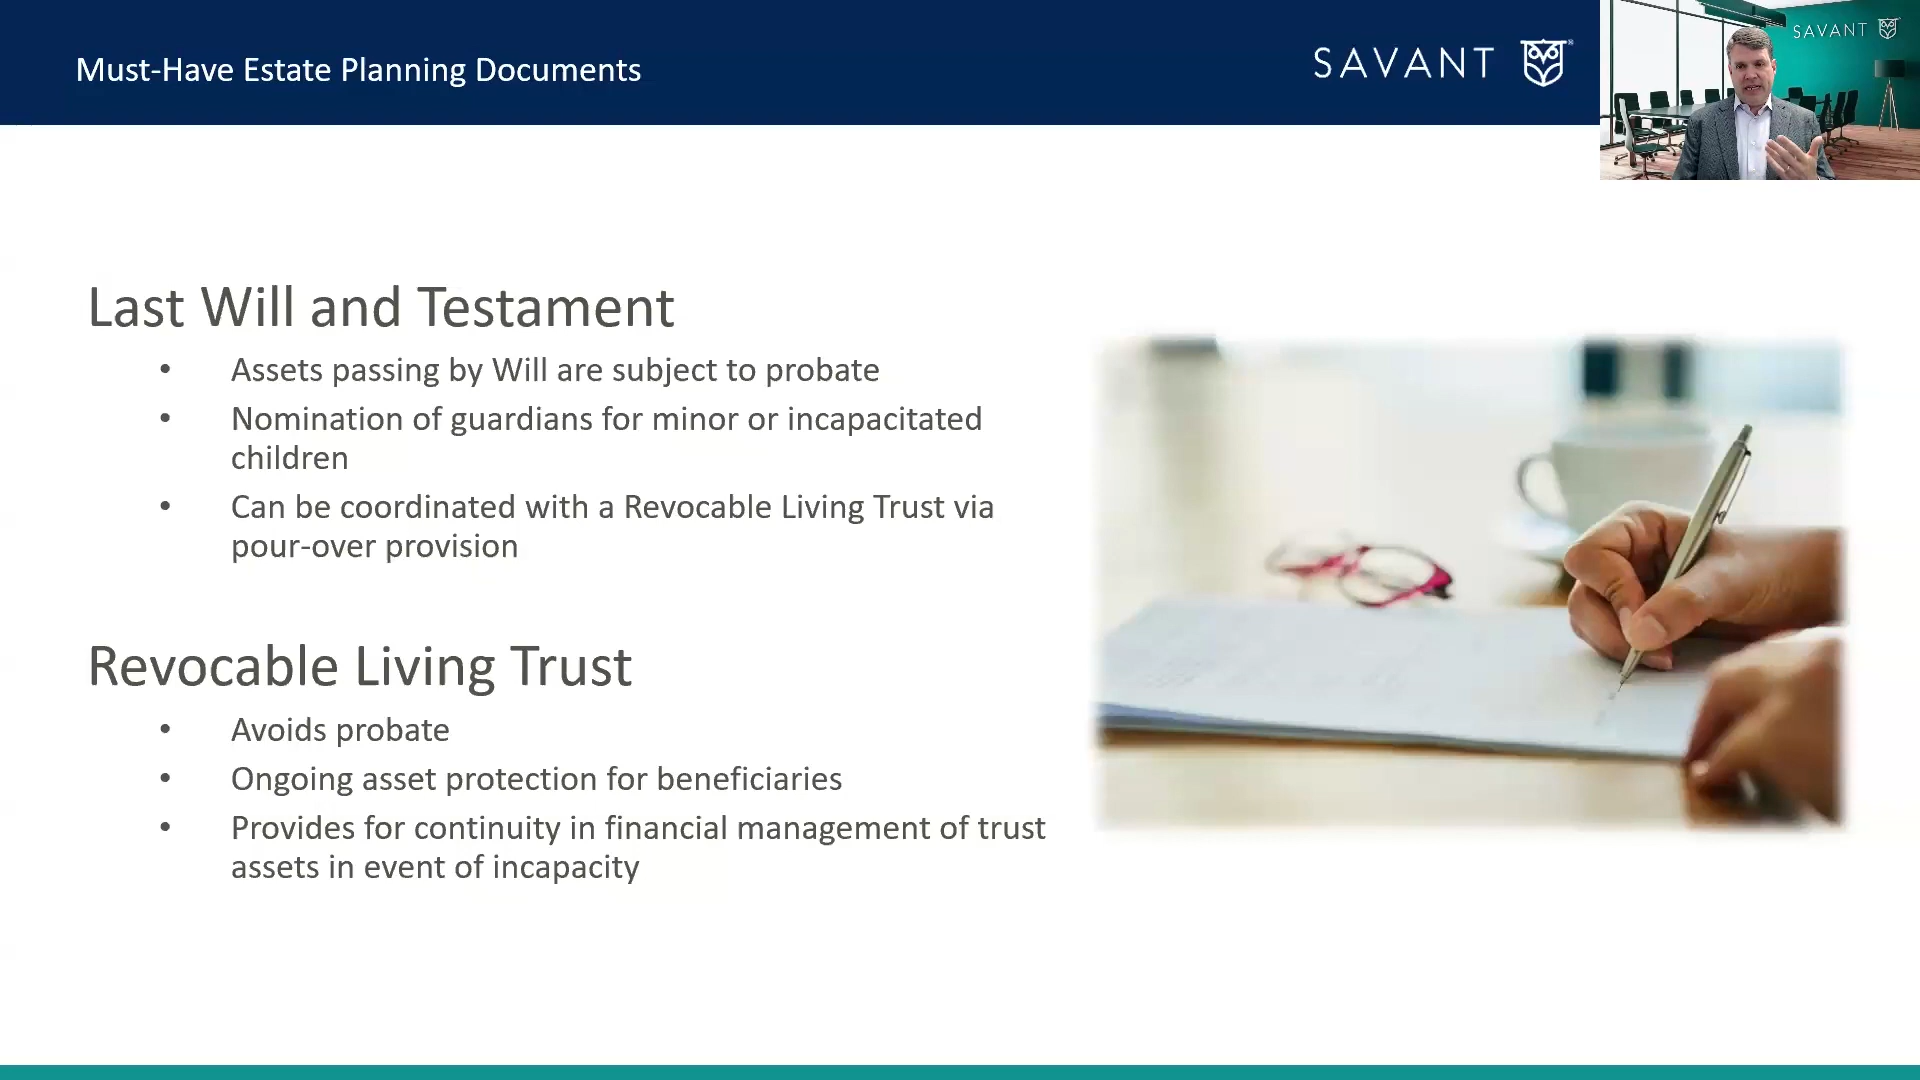 Must-Have Estate Planning Documents
SAVANT
SAVANT
Last Will and Testament
• Assets passing by Will are subject to probate
• Nomination of guardians for minor or incapacitated
children
• Can be coordinated with a Revocable Living Trust via
pour-over provision
Revocable Living Trust
• Avoids probate
• Ongoing asset protection for beneficiaries
• Provides for continuity in financial management of trust
assets in event of incapacity